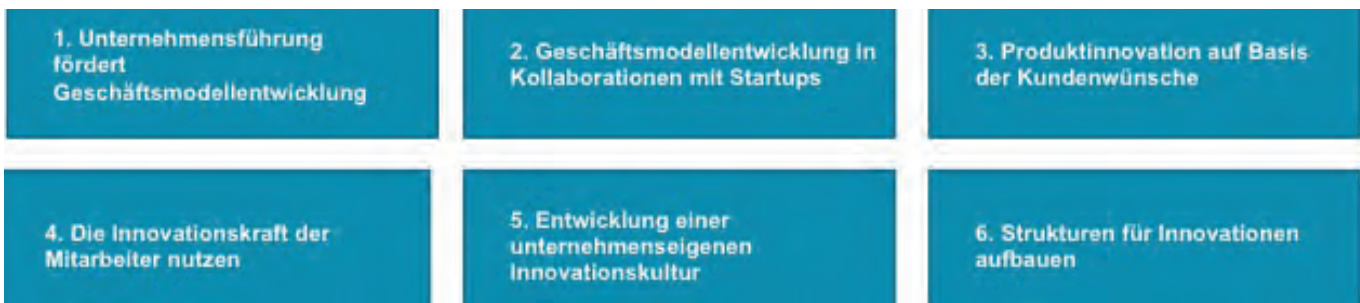 1. Unternehmensführung
fördert
Geschäftsmodellentwicklung
2. Geschäftsmodellentwicklung in
Kollaborationen mit Startups
3. Produktinnovation auf Basis
der Kundenwünsche
4. Die Innovationskraft der
Mitarbeiter nutzen
5. Entwicklung einer
unternehmenseigenen
Innovationskultur
6. Strukturen für Innovationen
aufbauen